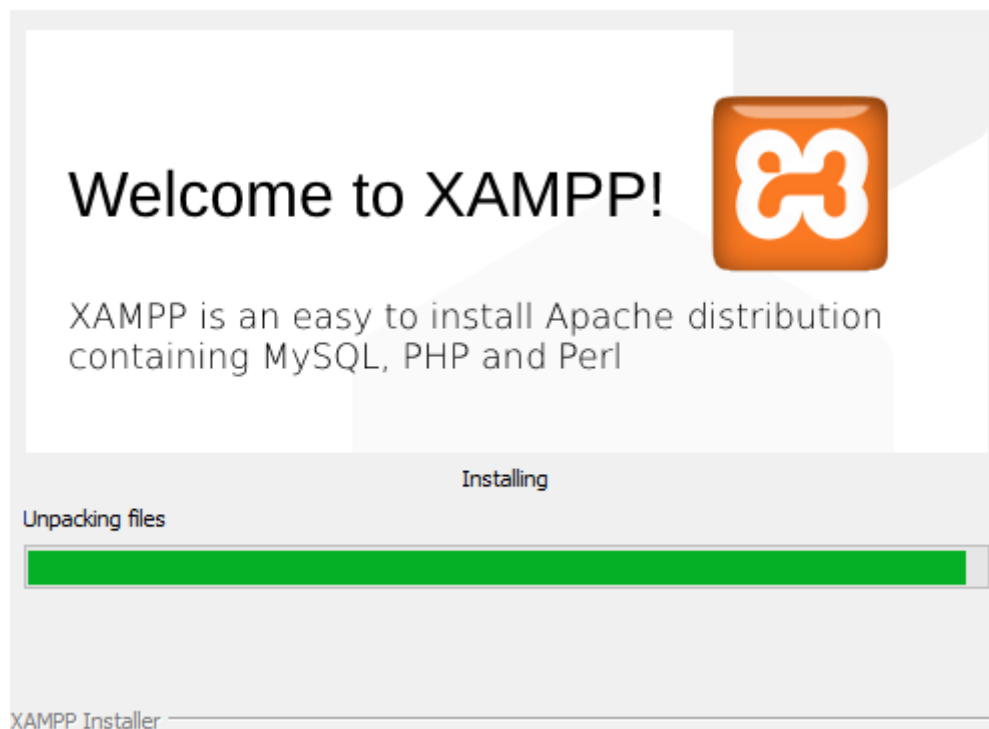 Welcome to XAMPP!
XAMPP is an easy to install Apache distribution
containing MySQL, PHP and Perl
Installing
Unpacking files
XAMPP Installer